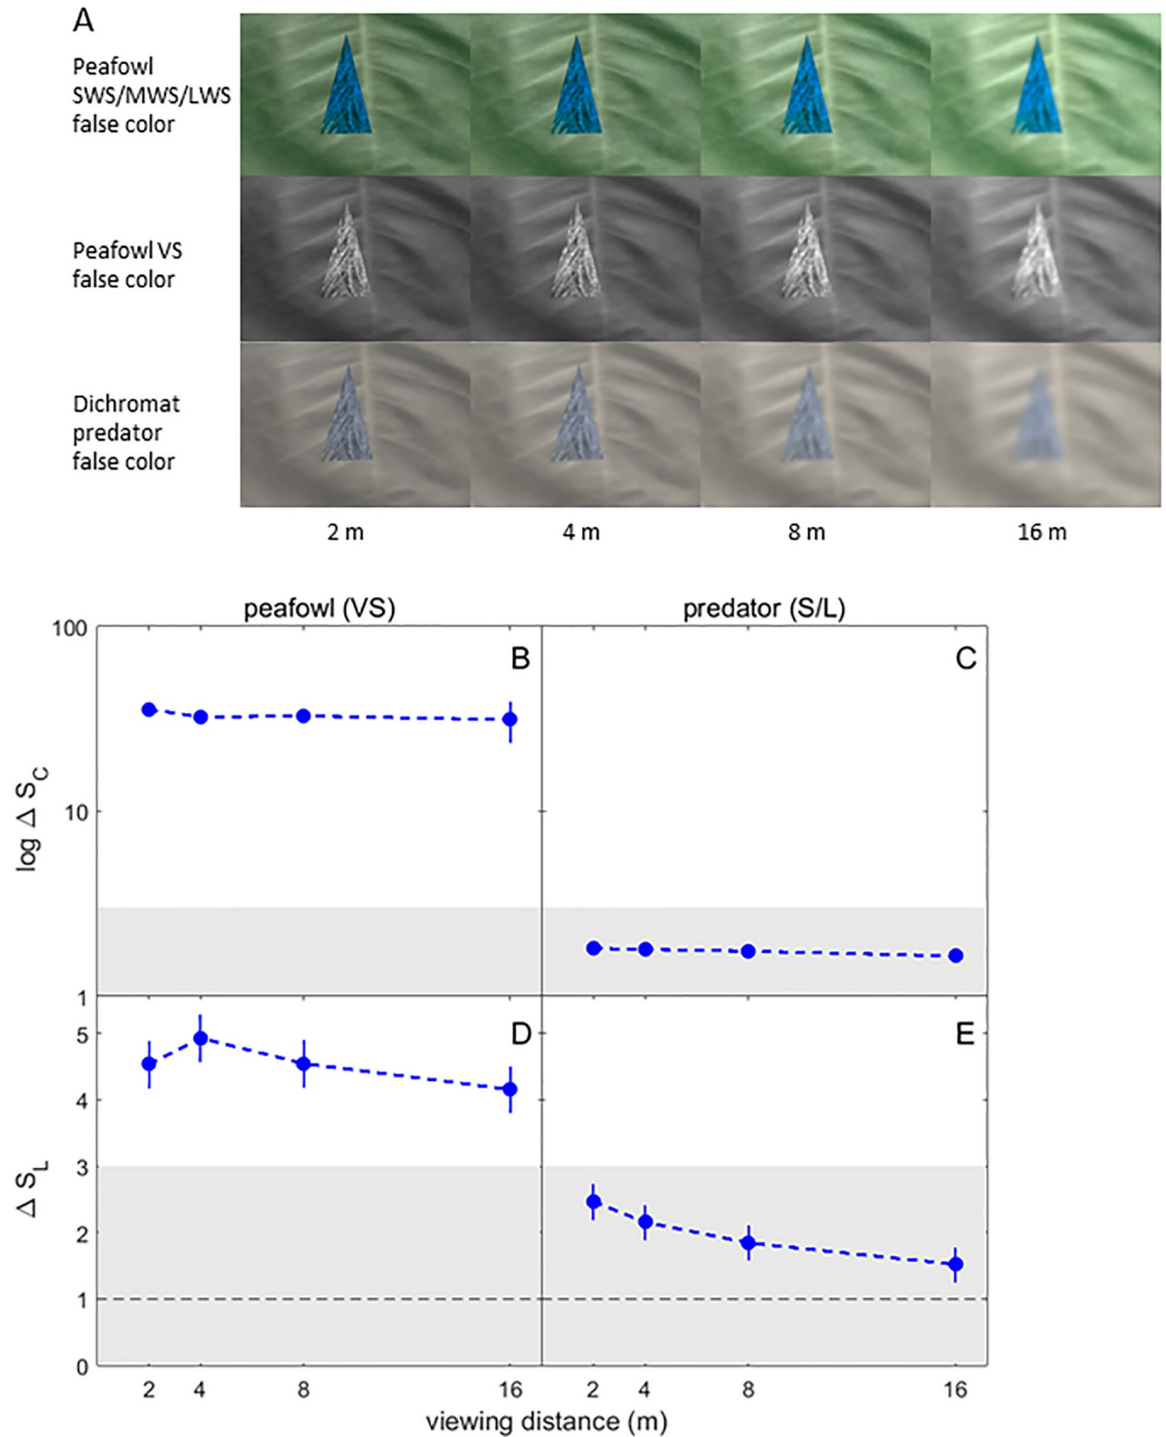 A
Peafowl
SWS/MWS/LWS
false color
Peafowl VS
false color
Dichromat
predator
false color
2 m 4 m 8 m 16 m
peafowl (VS) predator (S/L)
100
B C
log Δ S_C
10
1
D E
5
4
Δ S_L
3
2
1
0
2 4 8 16 2 4 8 16
viewing distance (m)